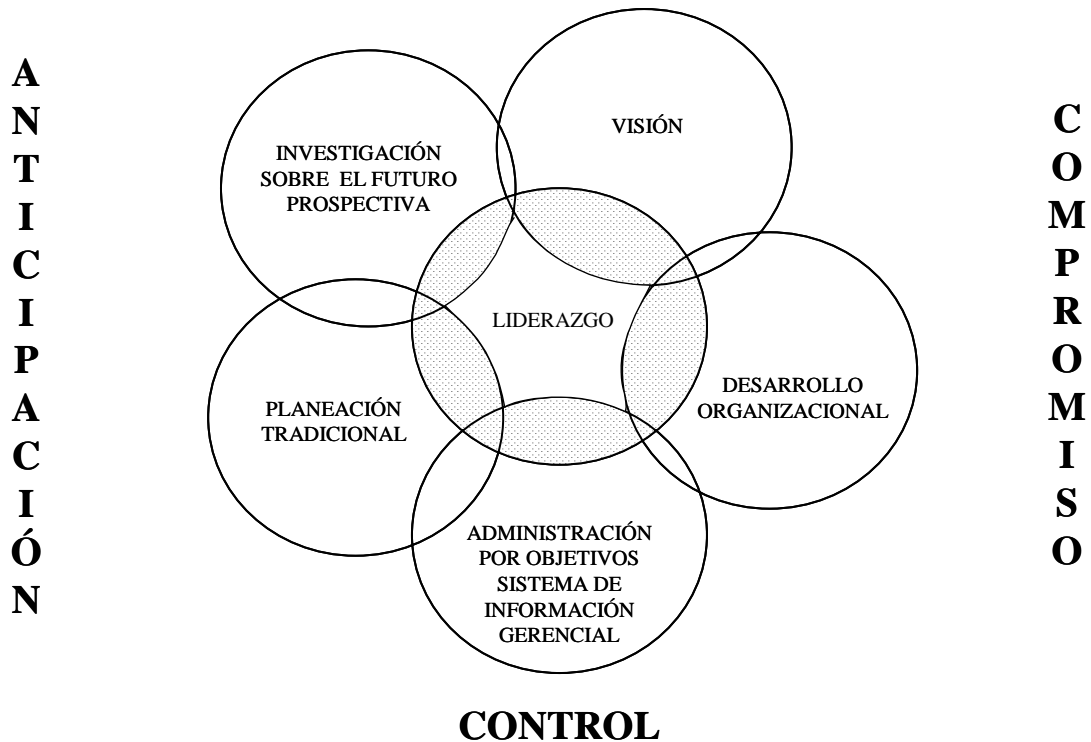 ANTICIPACIÓN
INVESTIGACIÓN
SOBRE EL FUTURO
PROSPECTIVA
VISIÓN
LIDERAZGO
PLANEACIÓN
TRADICIONAL
DESARROLLO
ORGANIZACIONAL
ADMINISTRACIÓN
POR OBJETIVOS
SISTEMA DE
INFORMACIÓN
GERENCIAL
COMPROMISO
CONTROL